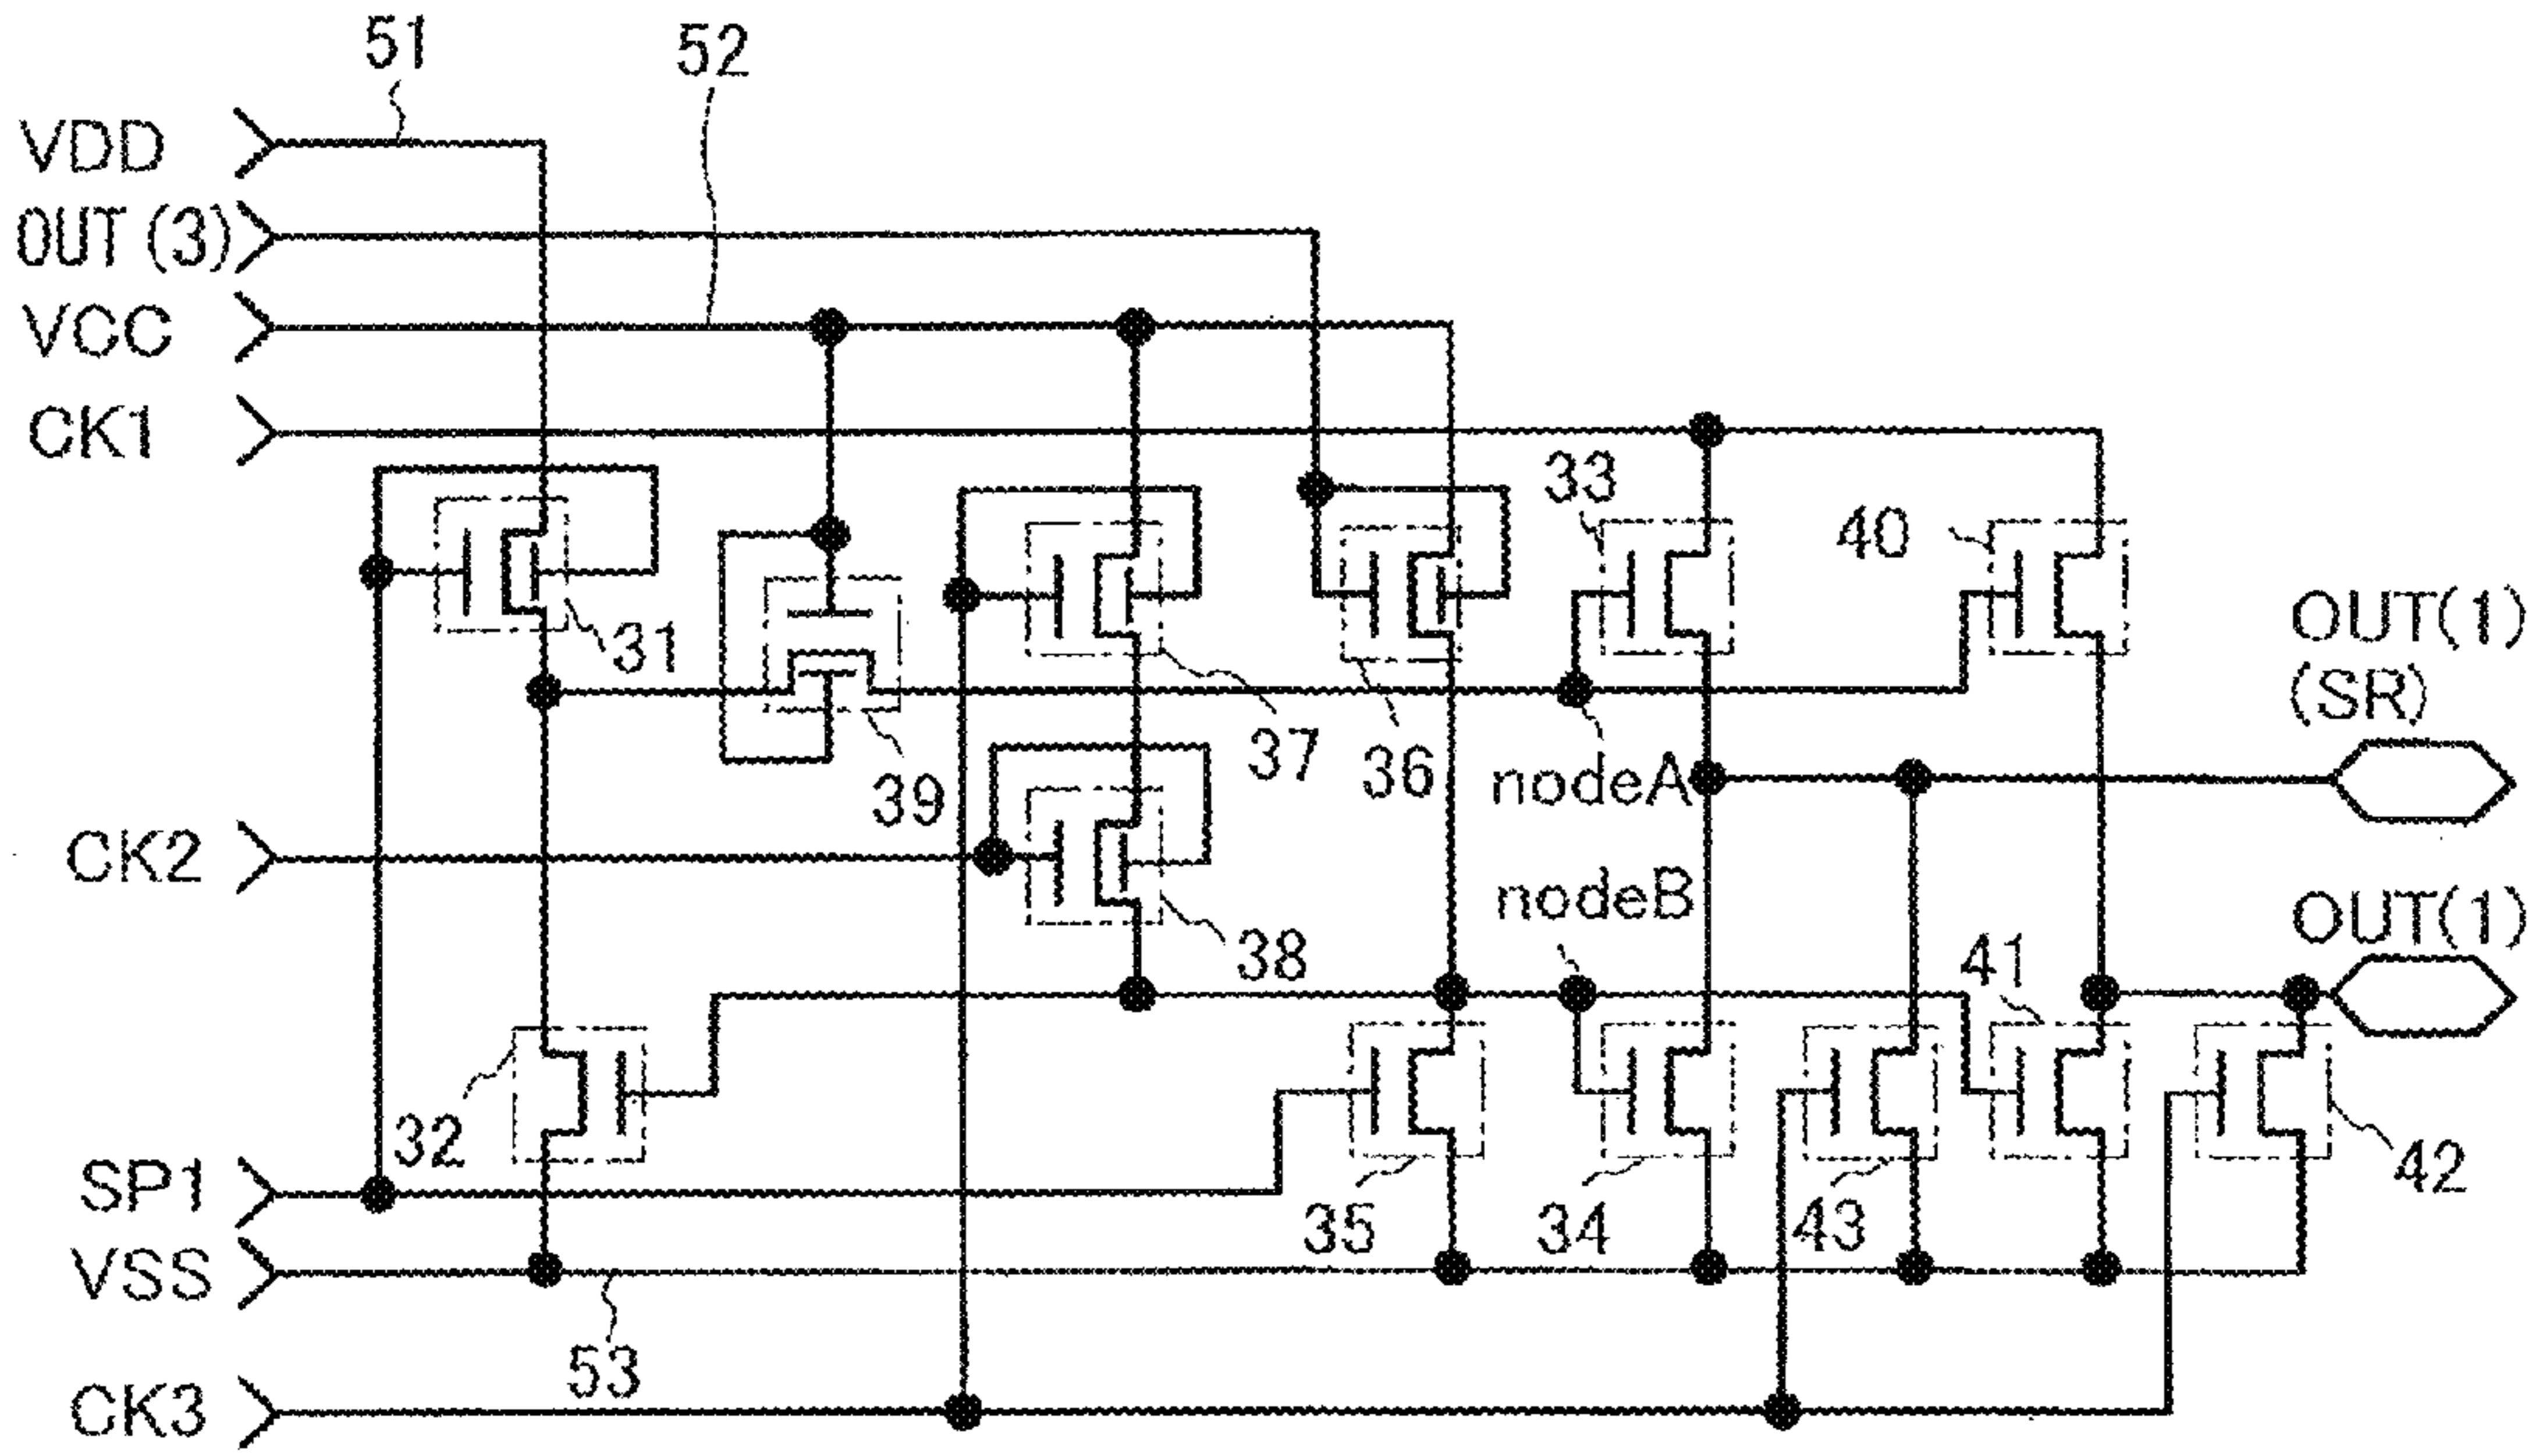 51
52
VDD
OUT (3)
VCC
CK1
33
40
31
OUT(1)
(SR)
37
36
39
nodeA
CK2
nodeB
OUT(1)
38
41
32
SP1
35
34
43
42
VSS
53
CK3